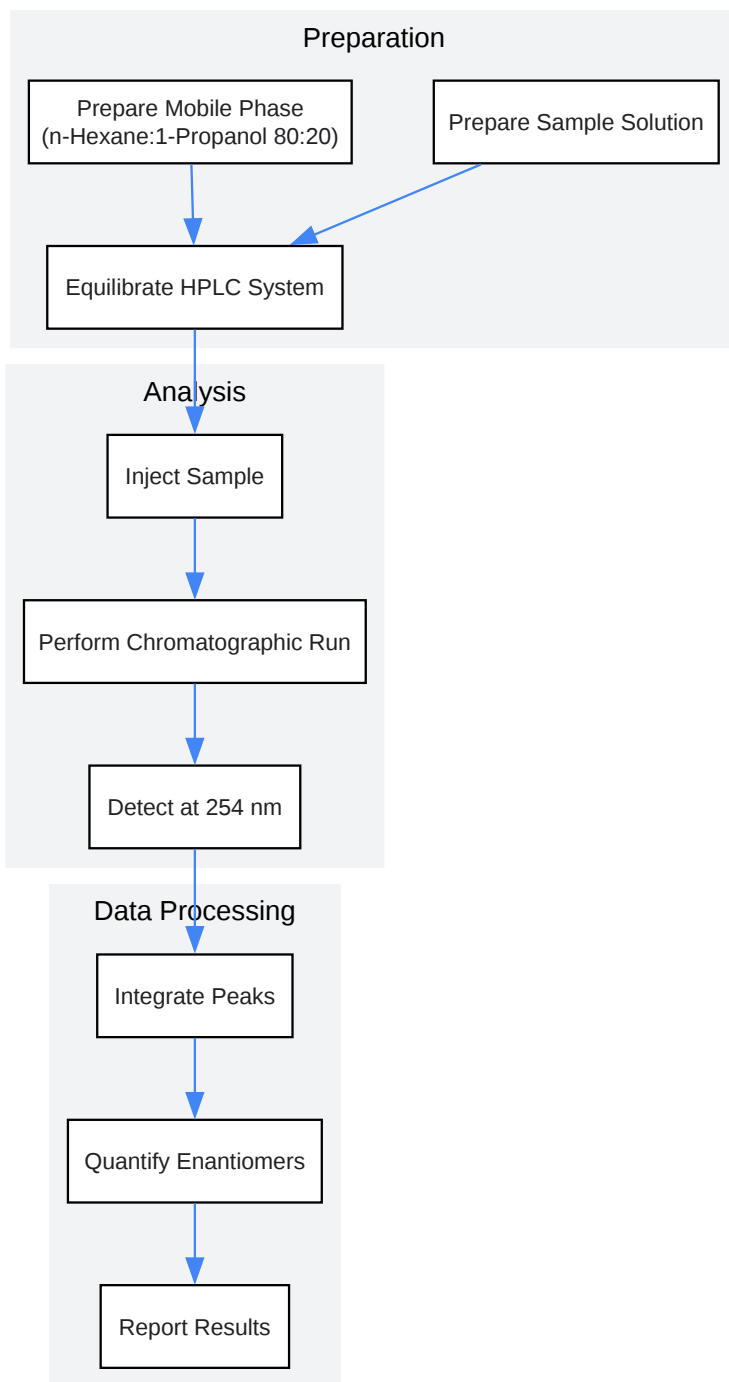 Preparation
Prepare Mobile Phase
(n-Hexane:1-Propanol 80:20)
Prepare Sample Solution
Equilibrate HPLC System
Analysis
Inject Sample
Perform Chromatographic Run
Detect at 254 nm
Data Processing
Integrate Peaks
Quantify Enantiomers
Report Results